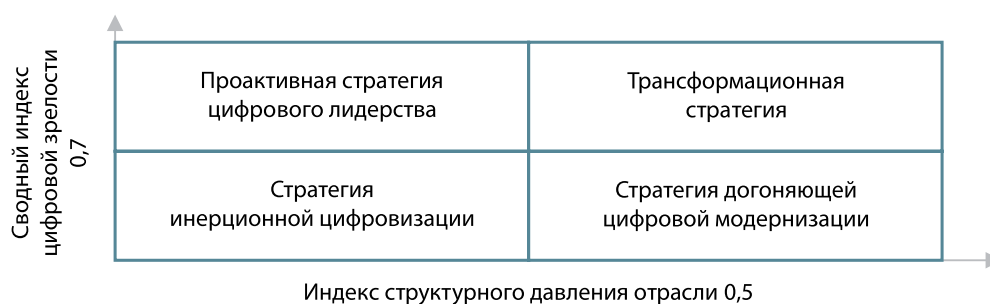 Сводный индекс
цифровой зрелости
0,7
Проактивная стратегия
цифрового лидерства
Трансформационная
стратегия
Стратегия
инерционной цифровизации
Стратегия догоняющей
цифровой модернизации
Индекс структурного давления отрасли 0,5